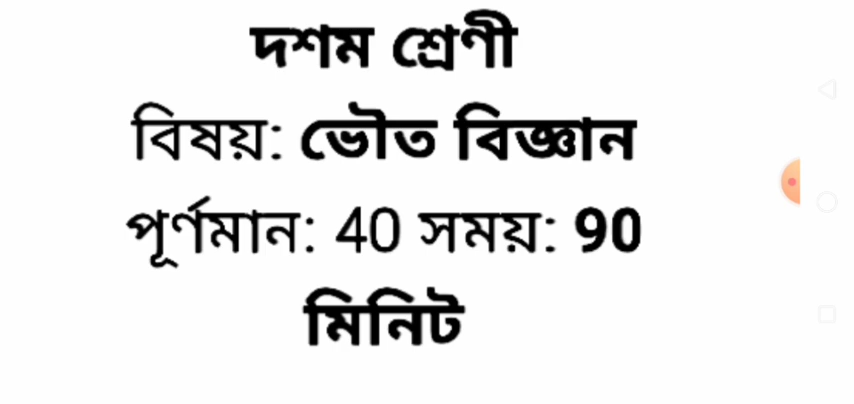 দশম শ্রেণী
বিষয়: ভৌত বিজ্ঞান
পূর্ণমান: 40 সময়: 90
মিনিট